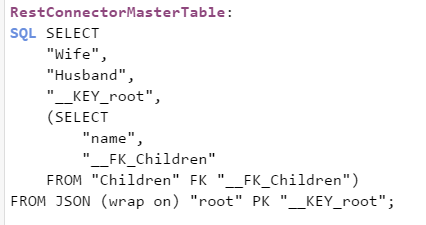 RestConnectorMasterTable:
SQL SELECT
"Wife",
"Husband",
"__KEY_root",
(SELECT
"name",
"__FK_Children"
FROM "Children" FK "__FK_Children")
FROM JSON (wrap on) "root" PK "__KEY_root";